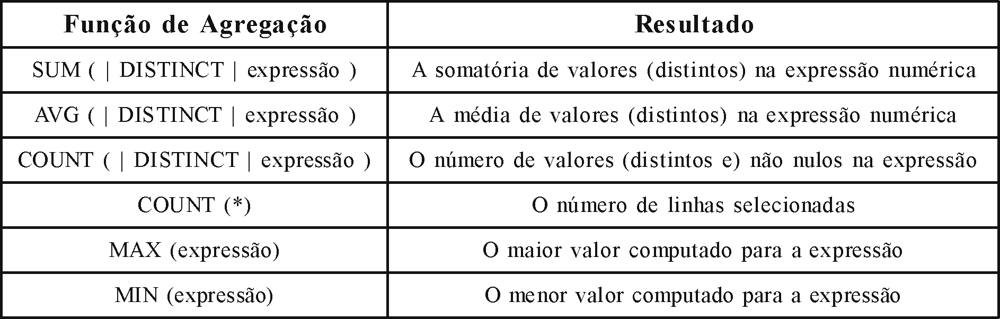 Função de Agregação Resultado
SUM ( | DISTINCT | expressão ) A somatória de valores (distintos) na expressão numérica
AVG ( | DISTINCT | expressão ) A média de valores (distintos) na expressão numérica
COUNT ( | DISTINCT | expressão ) O número de valores (distintos e) não nulos na expressão
COUNT (*) O número de linhas selecionadas
MAX (expressão) O maior valor computado para a expressão
MIN (expressão) O menor valor computado para a expressão